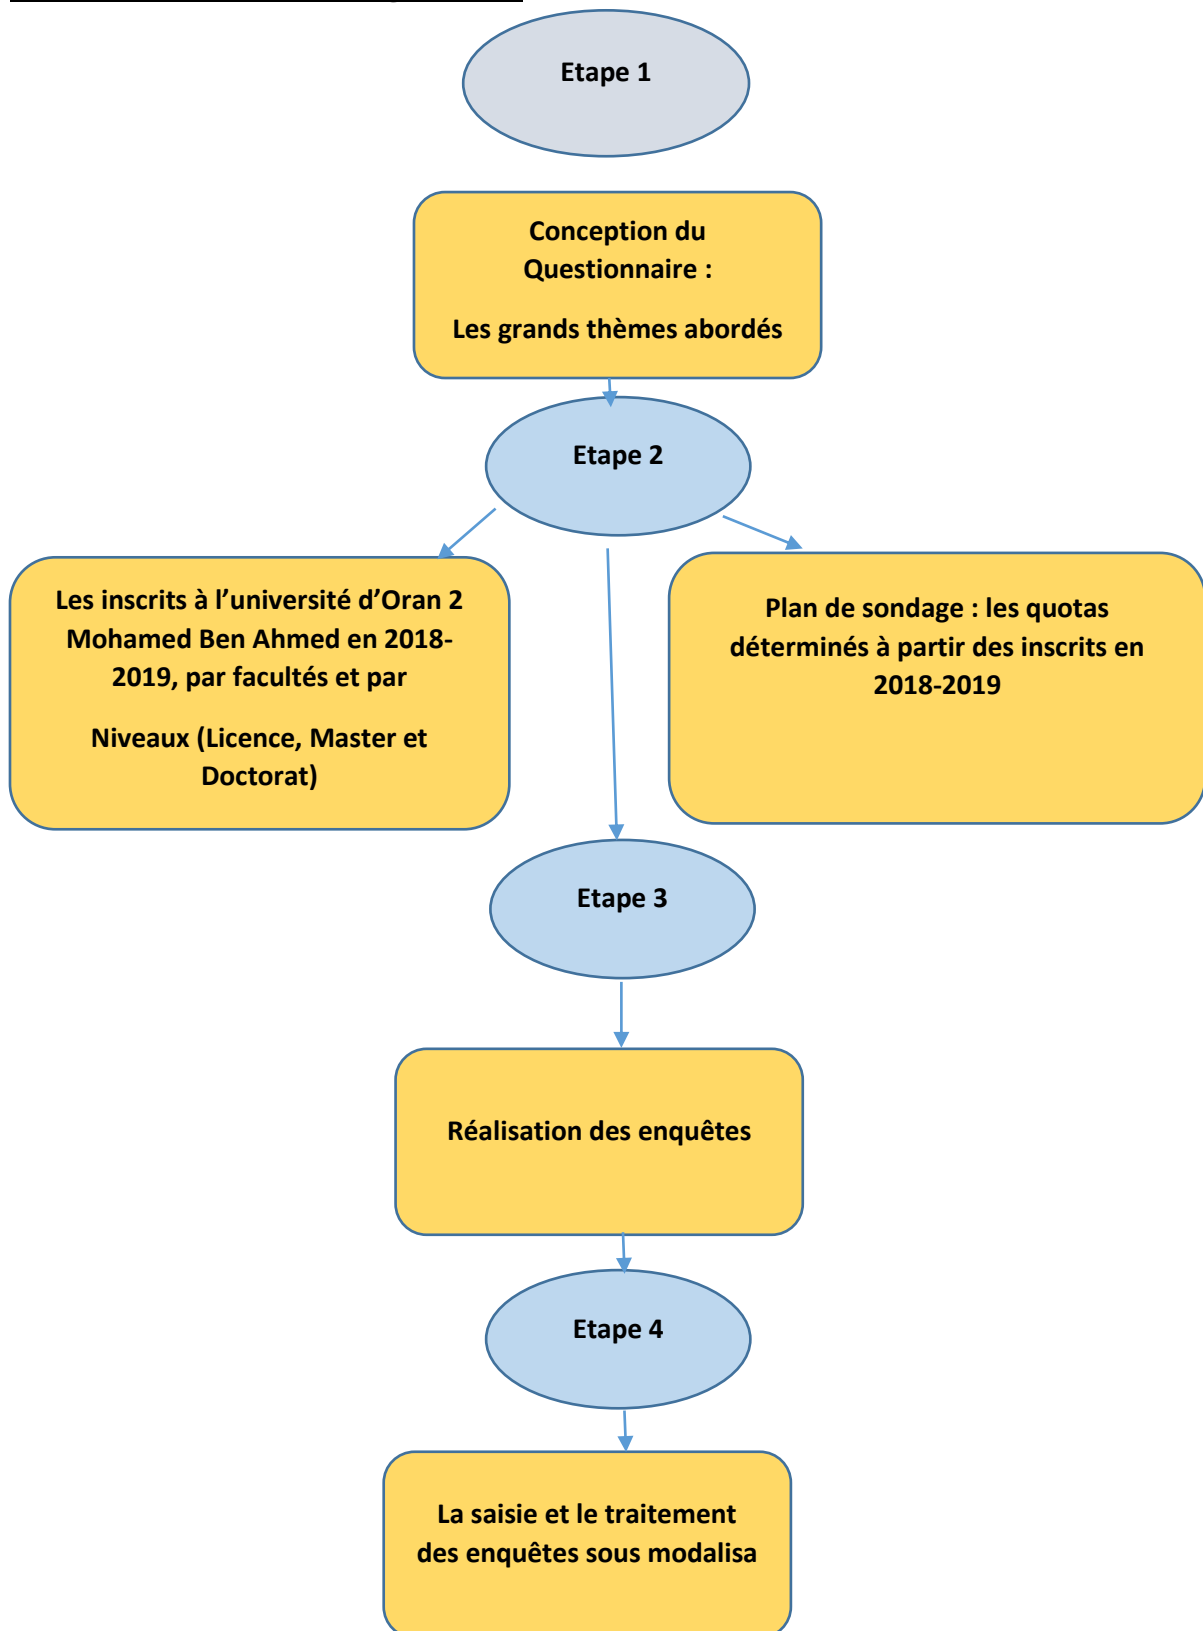 Etape 1
Conception du
Questionnaire :
Les grands thèmes abordés
Etape 2
Les inscrits à l'université d'Oran 2
Mohamed Ben Ahmed en 2018-
2019, par facultés et par
Niveaux (Licence, Master et
Doctorat)
Plan de sondage : les quotas
déterminés à partir des inscrits en
2018-2019
Etape 3
Réalisation des enquêtes
Etape 4
La saisie et le traitement
des enquêtes sous modalisa